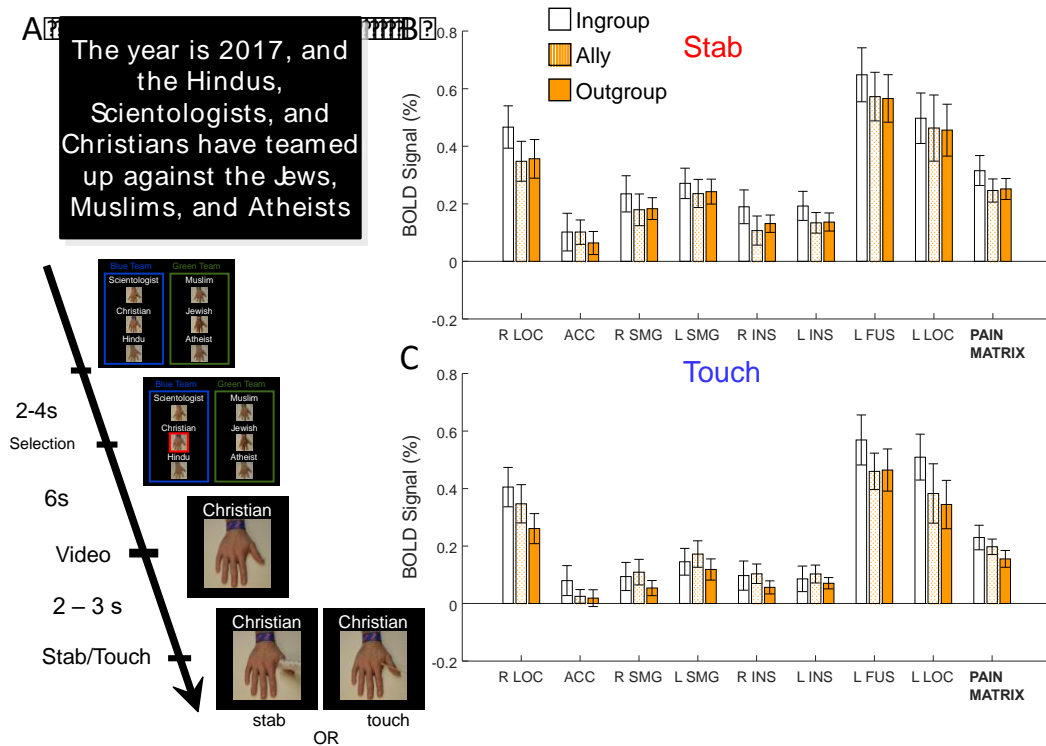 A
The year is 2017, and
the Hindus,
Scientologists, and
Christians have teamed
up against the Jews,
Muslims, and Atheists
Blue Team Green Team
Scientologist Muslim
Christian Jewish
Hindu Atheist
2-4s
Selection
Blue Team Green Team
Scientologist Muslim
Christian Jewish
Hindu Atheist
6s
Video
Christian
2 – 3 s
Stab/Touch
Christian Christian
stab touch
OR
B
Stab
Ingroup
Ally
Outgroup
BOLD Signal (%)
0.8
0.6
0.4
0.2
0
-0.2
R LOC ACC R SMG L SMG R INS L INS L FUS L LOC PAIN
MATRIX
C
Touch
BOLD Signal (%)
0.8
0.6
0.4
0.2
0
-0.2
R LOC ACC R SMG L SMG R INS L INS L FUS L LOC PAIN
MATRIX